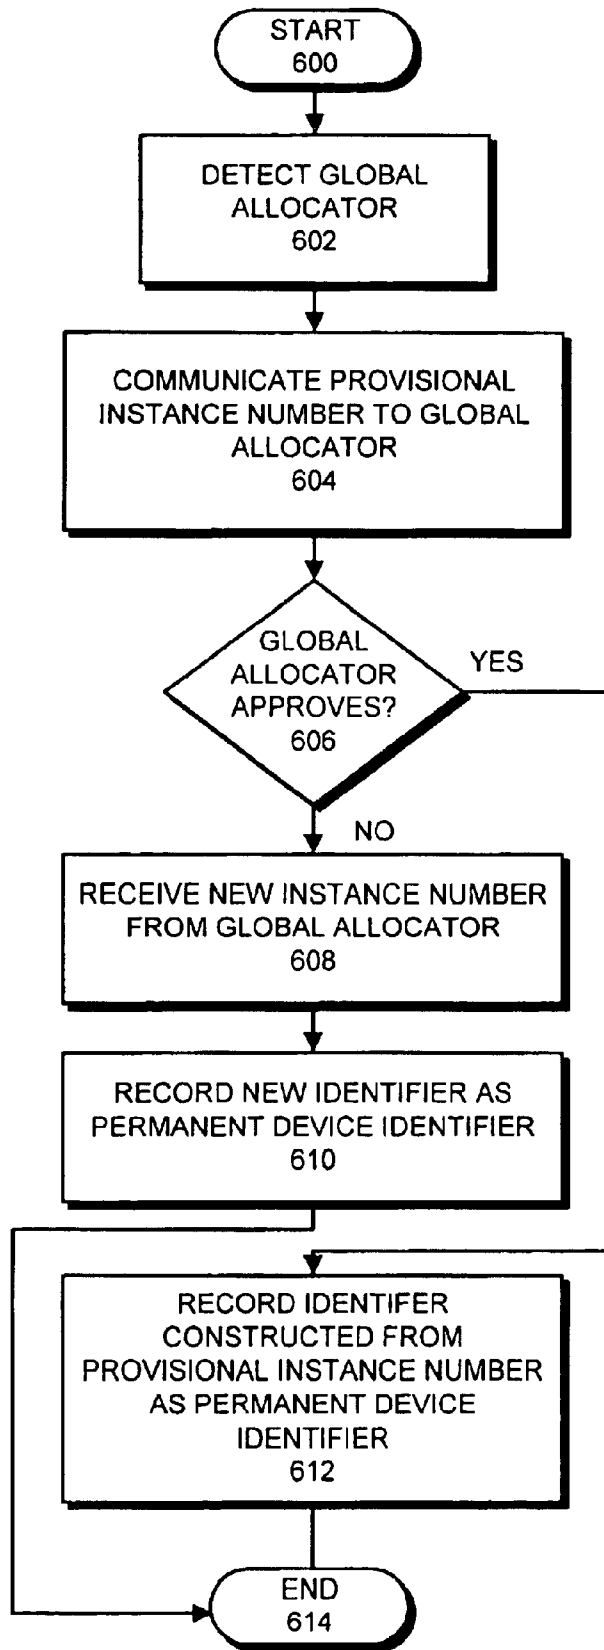 START
600
DETECT GLOBAL
ALLOCATOR
602
COMMUNICATE PROVISIONAL
INSTANCE NUMBER TO GLOBAL
ALLOCATOR
604
GLOBAL
ALLOCATOR
APPROVES?
606
YES
NO
RECEIVE NEW INSTANCE NUMBER
FROM GLOBAL ALLOCATOR
608
RECORD NEW IDENTIFIER AS
PERMANENT DEVICE IDENTIFIER
610
RECORD IDENTIFER
CONSTRUCTED FROM
PROVISIONAL INSTANCE NUMBER
AS PERMANENT DEVICE
IDENTIFIER
612
END
614